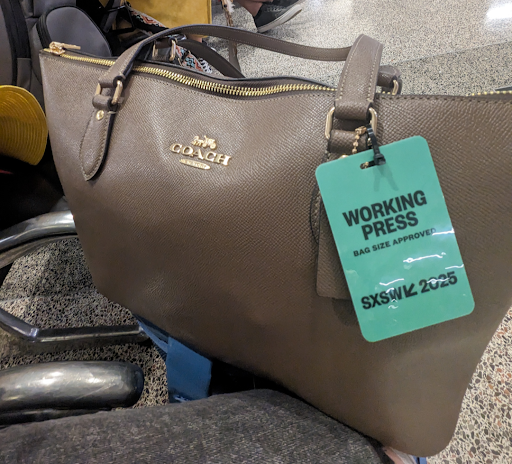 COACH
WORKING
PRESS
BAG SIZE APPROVED
SXSW 2025